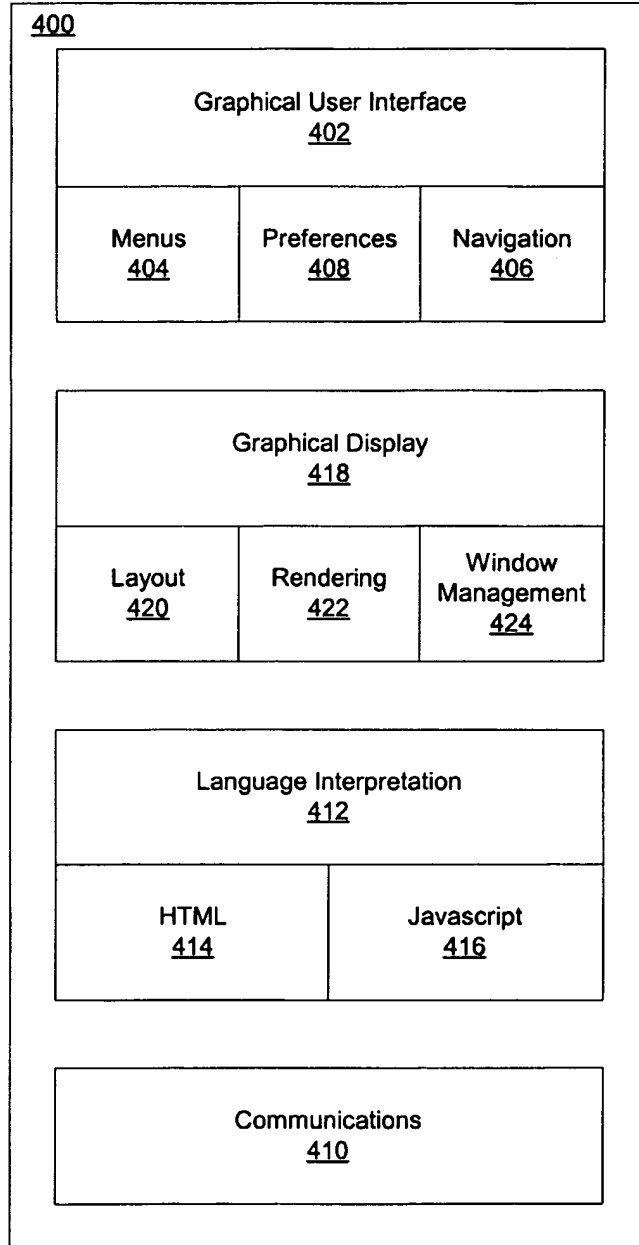 400
Graphical User Interface
402
Menus
404
Preferences
408
Navigation
406
Graphical Display
418
Layout
420
Rendering
422
Window
Management
424
Language Interpretation
412
HTML
414
Javascript
416
Communications
410